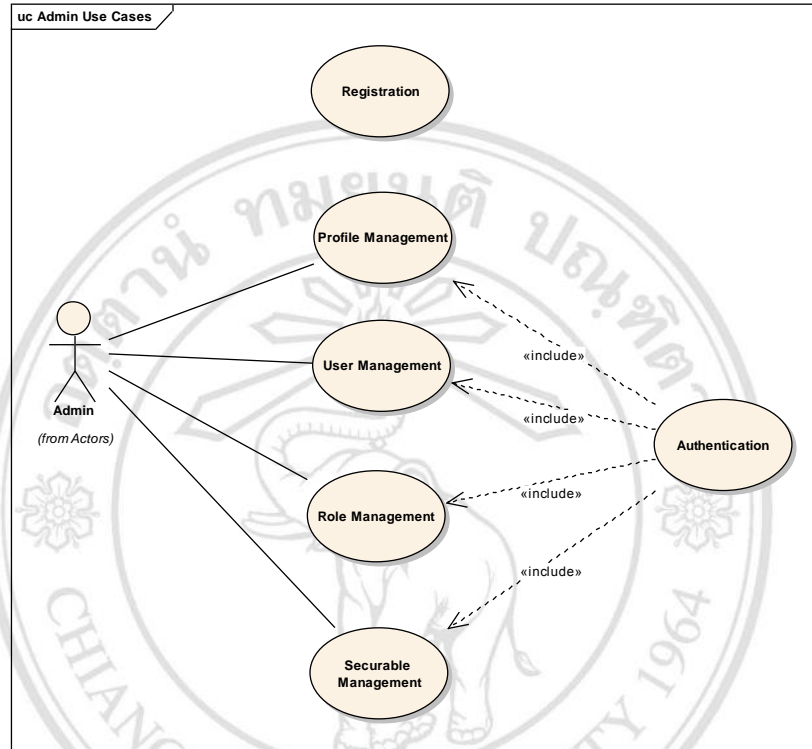 uc Admin Use Cases
Registration
Profile Management
User Management
«include»
«include»
Admin
(from Actors)
Authentication
«include»
Role Management
«include»
Securable
Management
1964